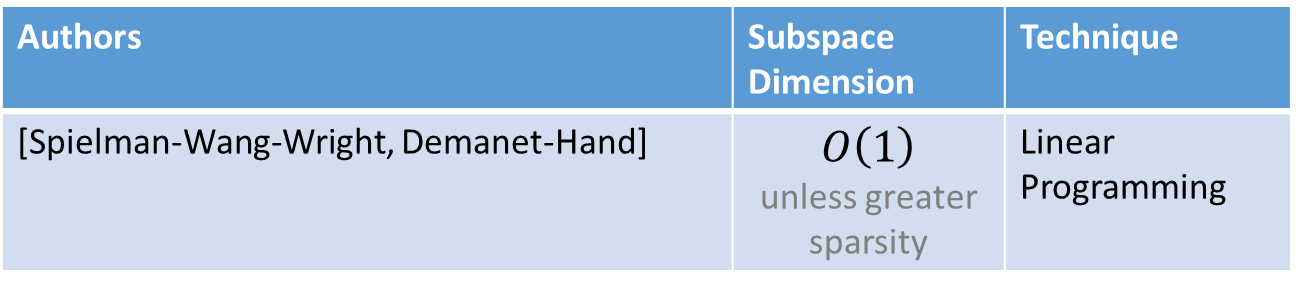 Authors
Subspace
Dimension
Technique
[Spielman-Wang-Wright, Demanet-Hand]
O(1)
unless greater
sparsity
Linear
Programming